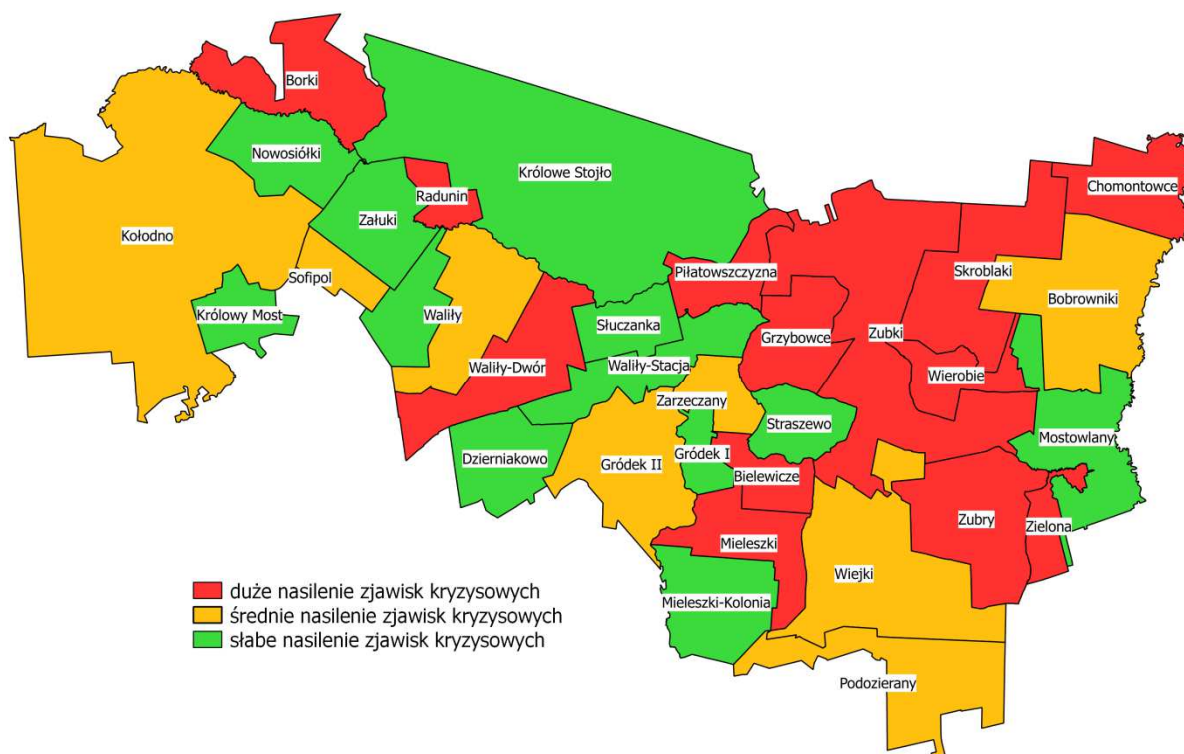 Borki
Nowosiółki
Królowe Stojło
Chomontowce
Radunin
Załuki
Kołodno
Sofipol
Piłatowszczyzna
Skroblaki
Bobrowniki
Królowy Most
Waliły
Słuczanka
Grzybowce
Zubki
Waliły-Dwór
Waliły-Stacja
Wierobie
Zarzeczany
Straszewo
Mostowlany
Dzierniakowo
Gródek II
Gródek I
Bielewicze
Zubry
Zielona
Mieleszki
Wiejki
Mieleszki-Kolonia
Podozierany
duże nasilenie zjawisk kryzysowych
średnie nasilenie zjawisk kryzysowych
słabe nasilenie zjawisk kryzysowych